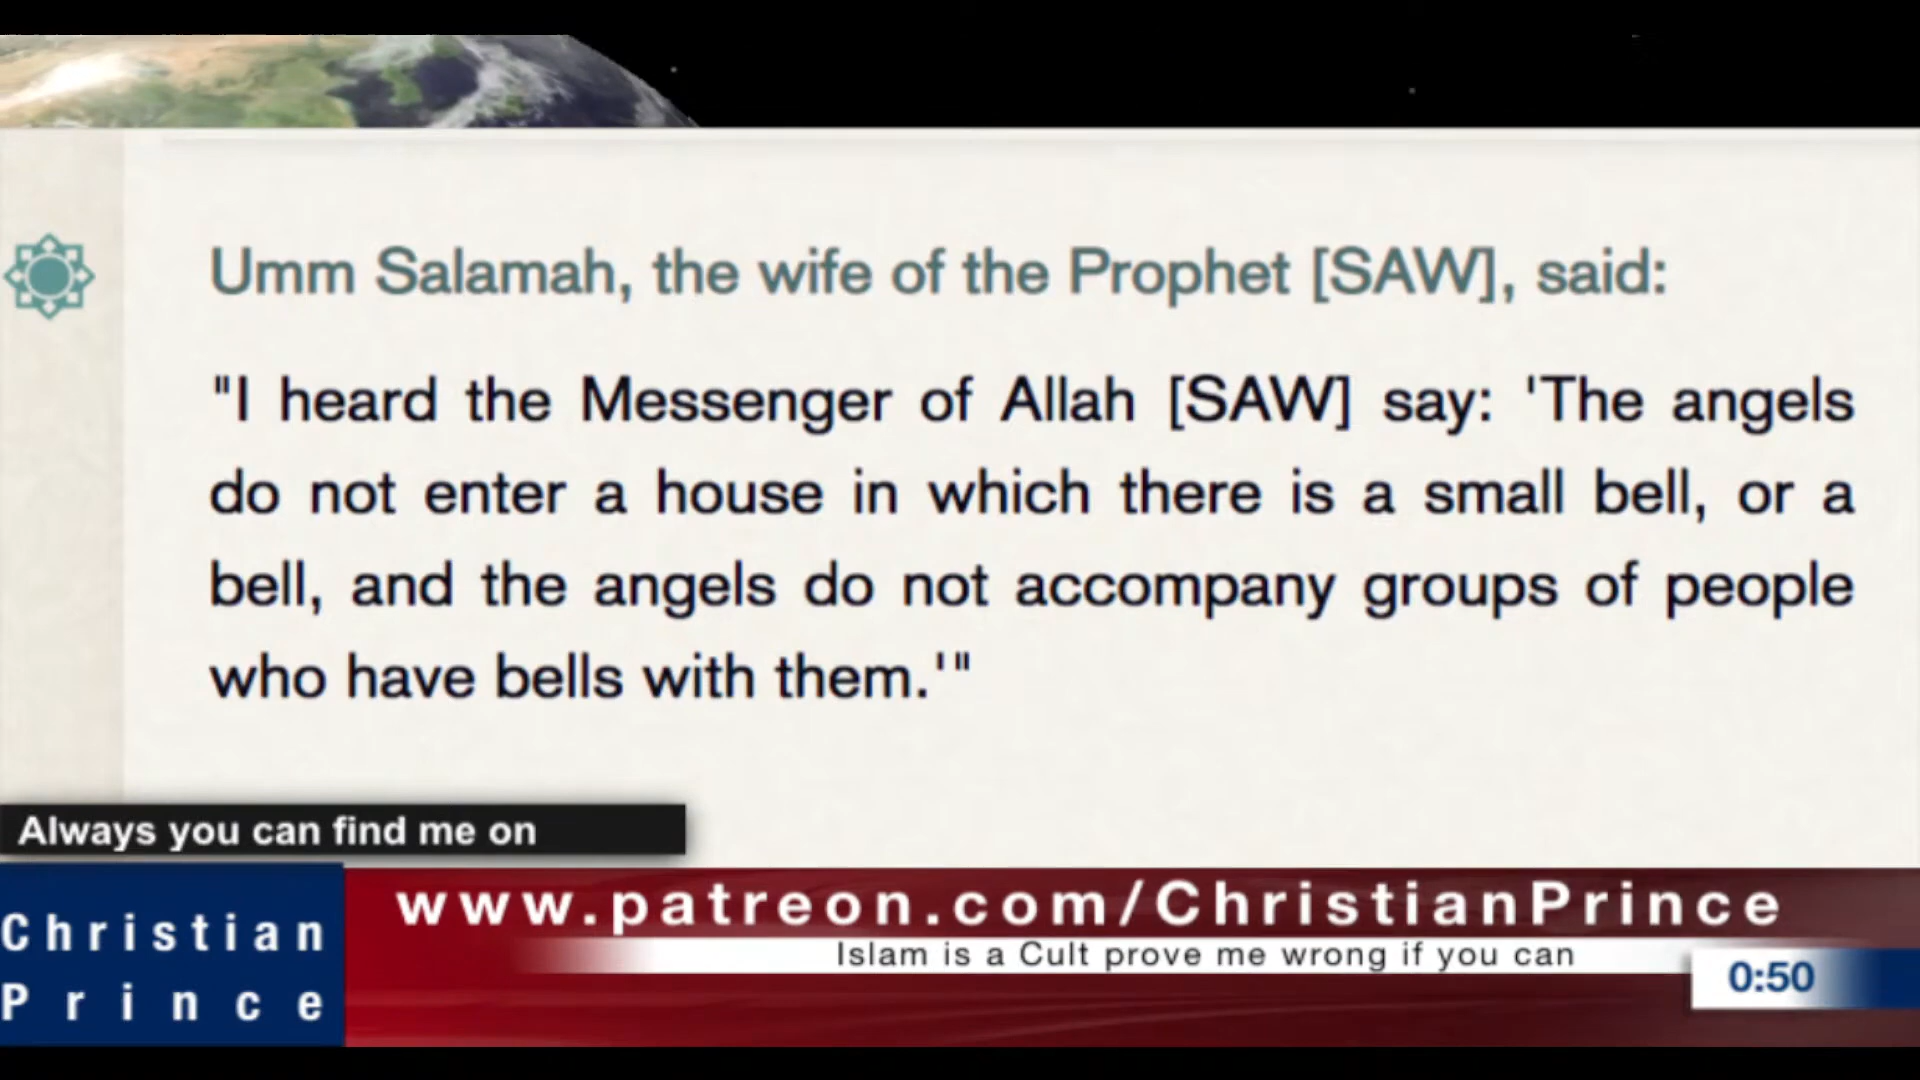 Umm Salamah, the wife of the Prophet [SAW], said:
"I heard the Messenger of Allah [SAW] say: 'The angels
do not enter a house in which there is a small bell, or a
bell, and the angels do not accompany groups of people
who have bells with them.'"
Always you can find me on
Christian
Prince
www.patreon.com/ChristianPrince
Islam is a Cult prove me wrong if you can
0:50